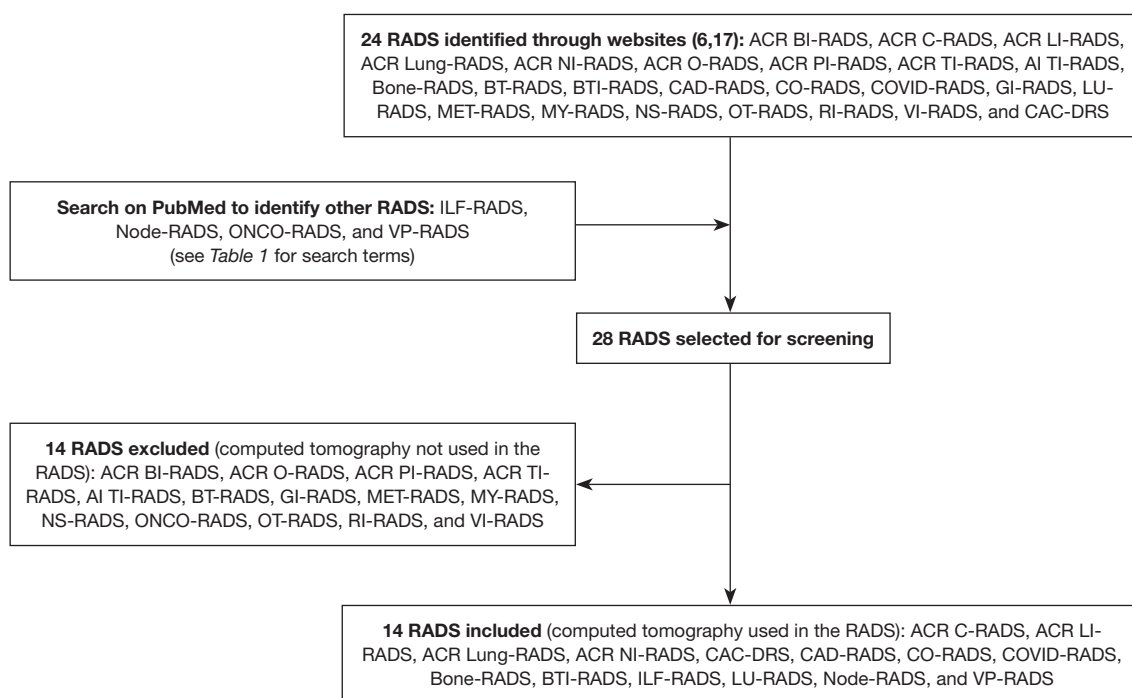 24 RADS identified through websites (6,17): ACR BI-RADS, ACR C-RADS, ACR LI-RADS,
ACR Lung-RADS, ACR NI-RADS, ACR O-RADS, ACR PI-RADS, ACR TI-RADS, AI TI-RADS,
Bone-RADS, BT-RADS, BTI-RADS, CAD-RADS, CO-RADS, COVID-RADS, GI-RADS, LU-
RADS, MET-RADS, MY-RADS, NS-RADS, OT-RADS, RI-RADS, VI-RADS, and CAC-DRS
Search on PubMed to identify other RADS: ILF-RADS,
Node-RADS, ONCO-RADS, and VP-RADS
(see Table 1 for search terms)
28 RADS selected for screening
14 RADS excluded (computed tomography not used in the
RADS): ACR BI-RADS, ACR O-RADS, ACR PI-RADS, ACR TI-
RADS, AI TI-RADS, BT-RADS, GI-RADS, MET-RADS, MY-RADS,
NS-RADS, ONCO-RADS, OT-RADS, RI-RADS, and VI-RADS
14 RADS included (computed tomography used in the RADS): ACR C-RADS, ACR LI-
RADS, ACR Lung-RADS, ACR NI-RADS, CAC-DRS, CAD-RADS, CO-RADS, COVID-RADS,
Bone-RADS, BTI-RADS, ILF-RADS, LU-RADS, Node-RADS, and VP-RADS